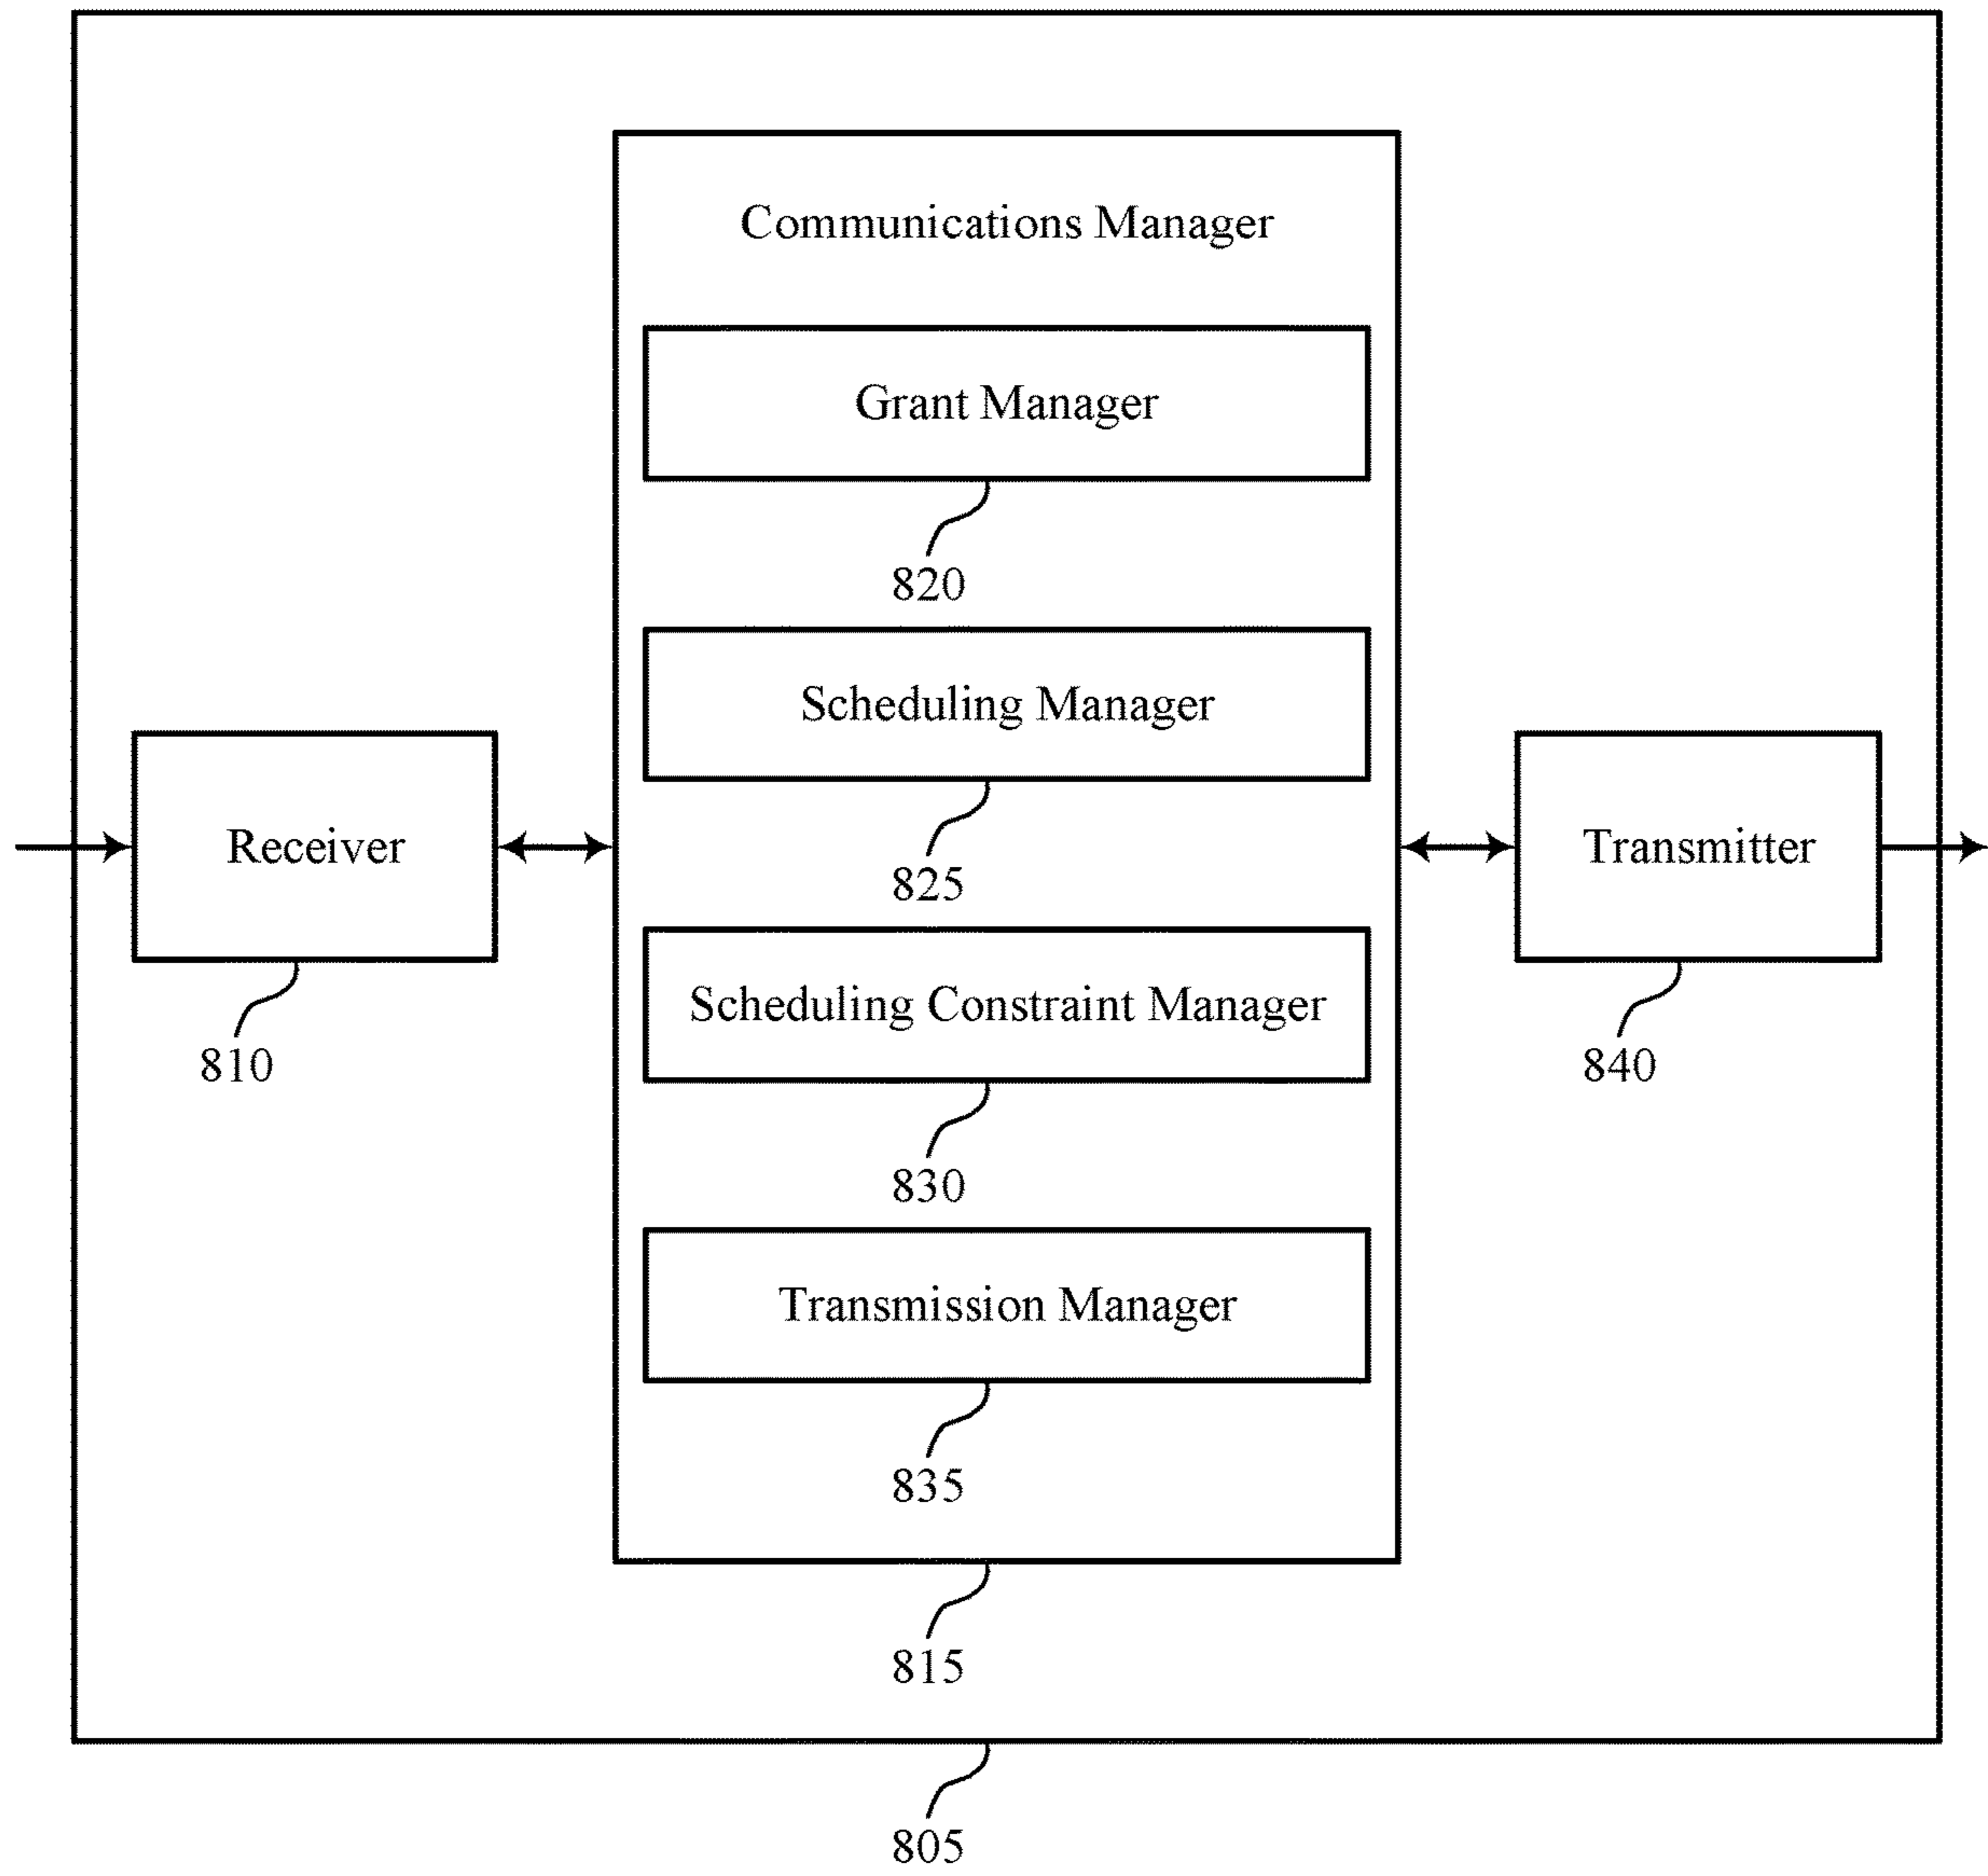 Communications Manager
Grant Manager
820
Scheduling Manager
825
Receiver
810
Scheduling Constraint Manager
830
Transmission Manager
835
815
Transmitter
840
805